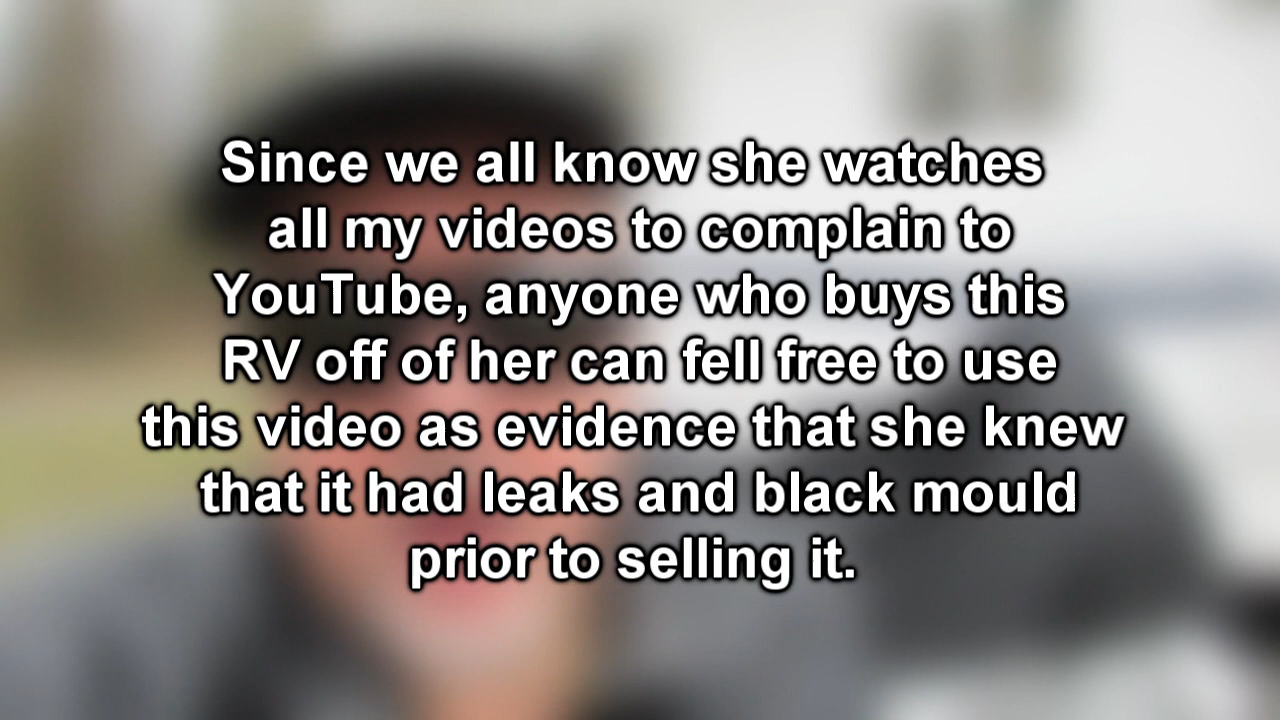 Since we all know she watches
all my videos to complain to
YouTube, anyone who buys this
RV off of her can fell free to use
this video as evidence that she knew
that it had leaks and black mould
prior to selling it.